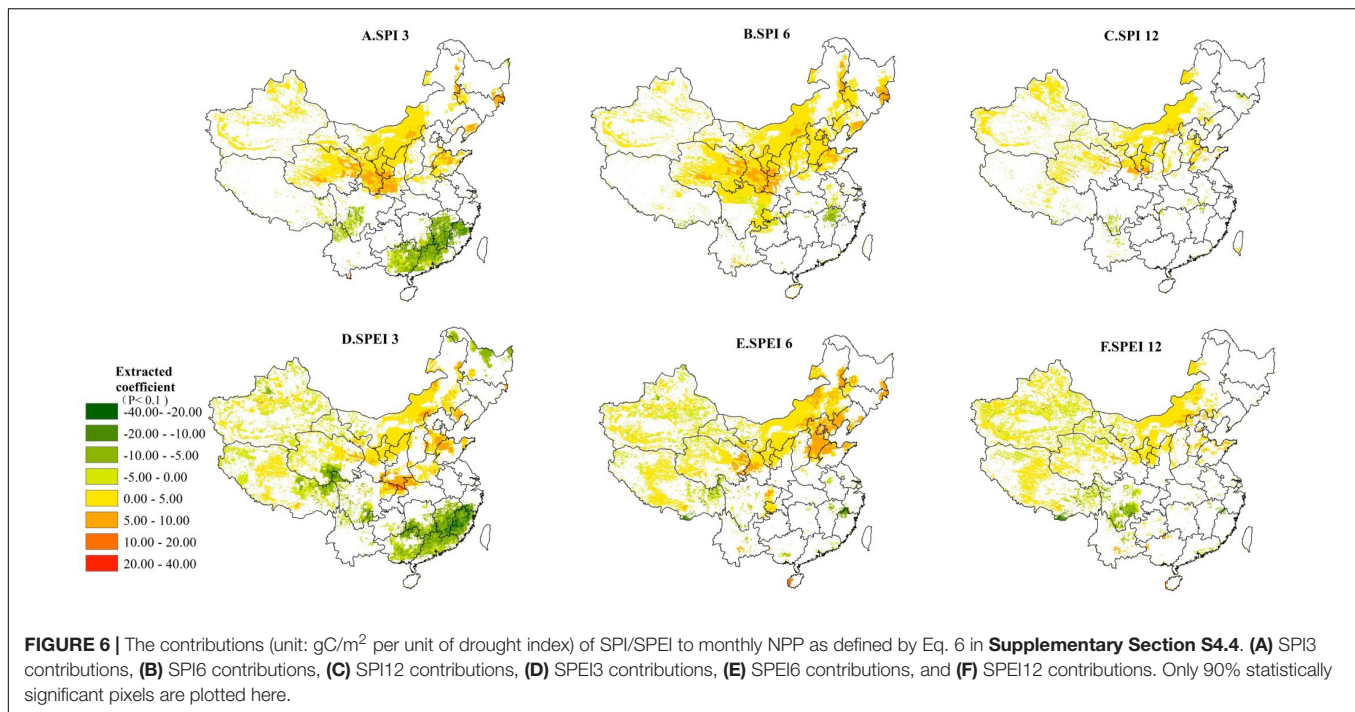 A.SPI 3
B.SPI 6
C.SPI 12
D.SPEI 3
E.SPEI 6
F.SPEI 12
Extracted
coefficient
(P< 0.1)
-40.00- -20.00
-20.00 - -10.00
-10.00 - -5.00
-5.00 - 0.00
0.00 - 5.00
5.00 - 10.00
10.00 - 20.00
20.00 - 40.00
FIGURE 6 | The contributions (unit: gC/m² per unit of drought index) of SPI/SPEI to monthly NPP as defined by Eq. 6 in Supplementary Section S4.4. (A) SPI3
contributions, (B) SPI6 contributions, (C) SPI12 contributions, (D) SPEI3 contributions, (E) SPEI6 contributions, and (F) SPEI12 contributions. Only 90% statistically
significant pixels are plotted here.